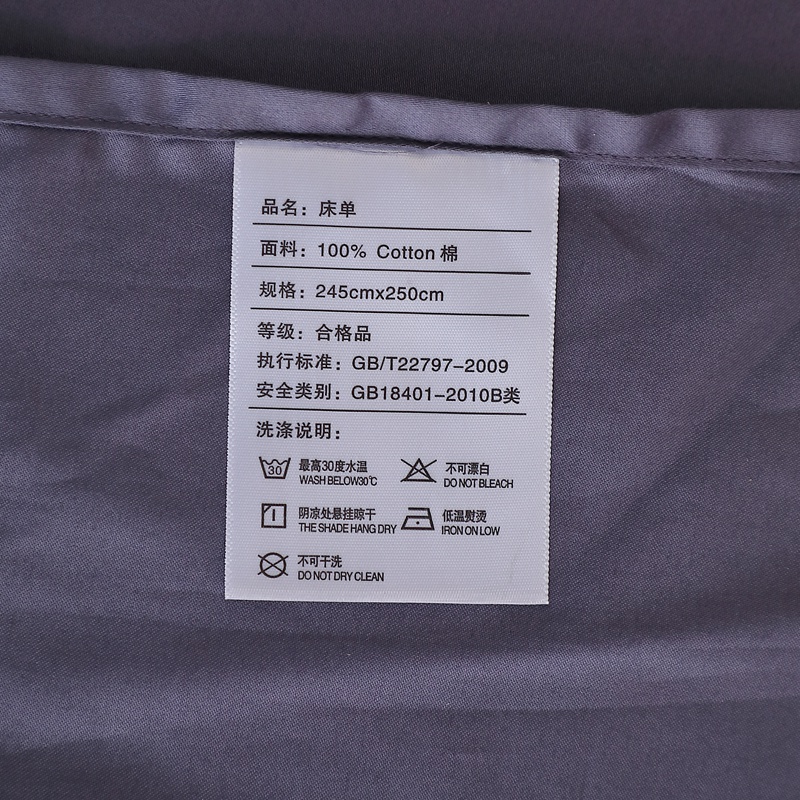 品名：床单
面料：100% Cotton 棉
规格：245cmx250cm
等级：合格品
执行标准：GB/T22797-2009
安全类别：GB18401-2010B类
洗涤说明：
30 最高30度水温 不可漂白
WASH BELOW30℃ DO NOT BLEACH
阴凉处悬挂晾干 低温熨烫
THE SHADE HANG DRY IRON ON LOW
不可干洗
DO NOT DRY CLEAN